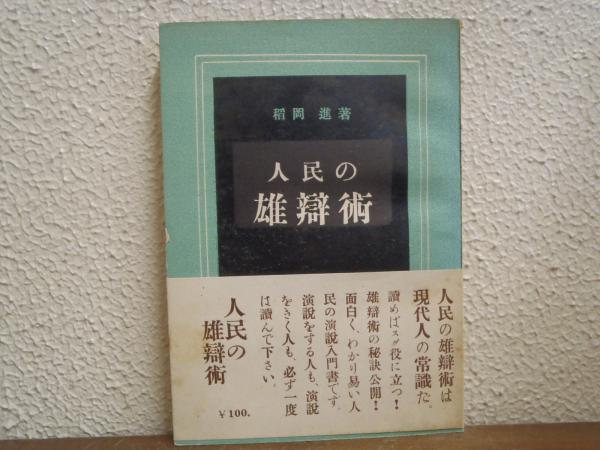 稻岡 進著
人民の
雄辯術
人民の雄辯術は
現代人の常識だ。
讀めばスグ役に立つ!
雄辯術の秘訣公開!
面白く、わかり易い人
民の演説入門書です。
演説をする人も、演説
をきく人も、必ず一度
は讀んで下さい。
人民の
雄辯術
¥100.